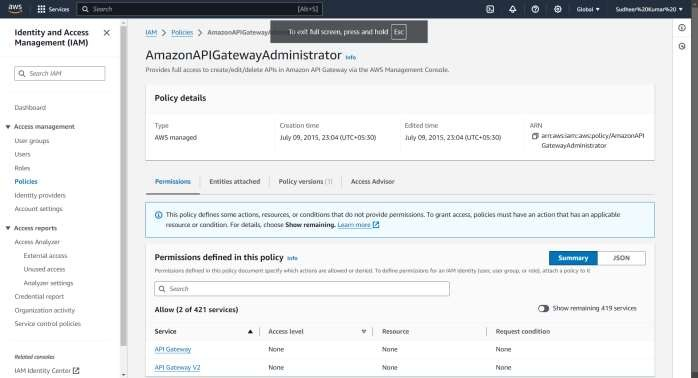 aws
Services
Search
[Alt+S]
Global
Sudheer%20Kumar%20
Identity and Access
Management (IAM)
Search IAM
Dashboard
Access management
User groups
Users
Roles
Policies
Identity providers
Account settings
Access reports
Access Analyzer
External access
Unused access
Analyzer settings
Credential report
Organization activity
Service control policies
Related consoles
IAM Identity Center
IAM > Policies > AmazonAPIGatewayAdministrator
To exit full screen, press and hold Esc
AmazonAPIGatewayAdministrator Info
Provides full access to create/edit/delete APIs in Amazon API Gateway via the AWS Management Console.
Policy details
Type
AWS managed
Creation time
July 09, 2015, 23:04 (UTC+05:30)
Edited time
July 09, 2015, 23:04 (UTC+05:30)
ARN
arn:aws:iam::aws:policy/AmazonAPI
GatewayAdministrator
Permissions Entities attached Policy versions (1) Access Advisor
This policy defines some actions, resources, or conditions that do not provide permissions. To grant access, policies must have an action that has an applicable
resource or condition. For details, choose Show remaining. Learn more
Permissions defined in this policy Info
Summary JSON
Permissions defined in this policy document specify which actions are allowed or denied. To define permissions for an IAM identity (user, user group, or role), attach a policy to it
Search
Allow (2 of 421 services)
Show remaining 419 services
Service Access level Resource Request condition
API Gateway None None None
API Gateway V2 None None None